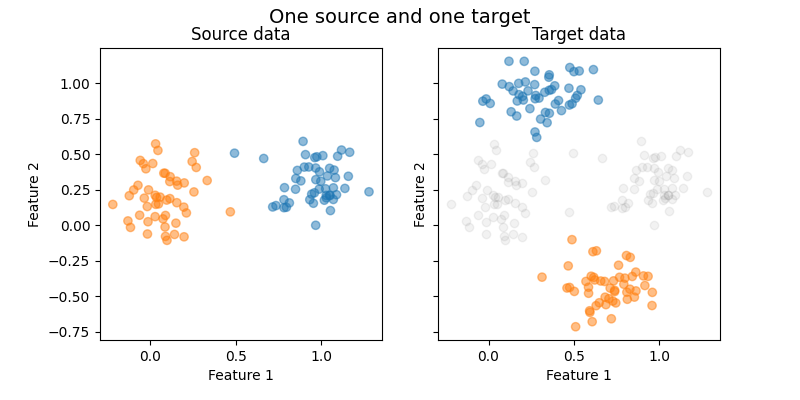 One source and one target
Source data
Target data
1.00
0.75
0.50
0.25
0.00
−0.25
−0.50
−0.75
Feature 2
Feature 2
0.0 0.5 1.0
0.0 0.5 1.0
Feature 1
Feature 1